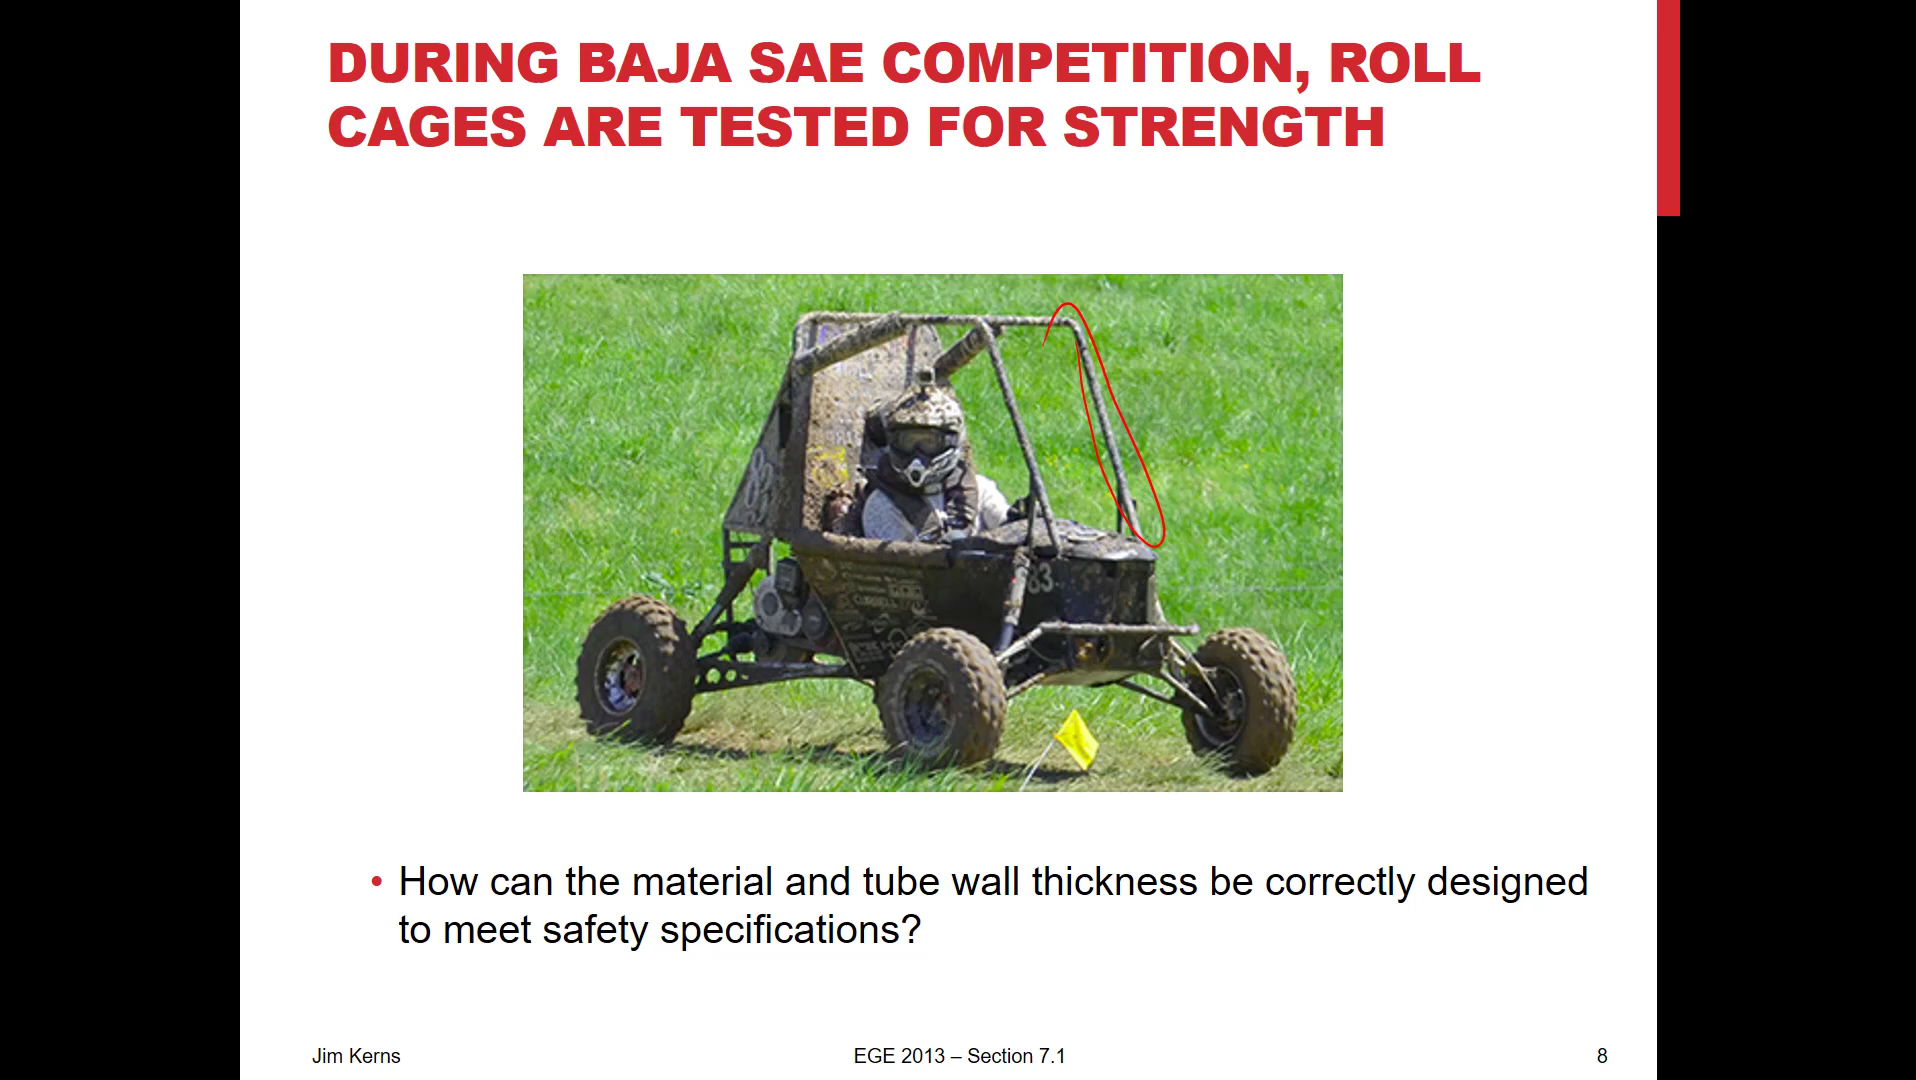 DURING BAJA SAE COMPETITION, ROLL
CAGES ARE TESTED FOR STRENGTH
83
• How can the material and tube wall thickness be correctly designed
to meet safety specifications?
Jim Kerns
EGE 2013 – Section 7.1
8